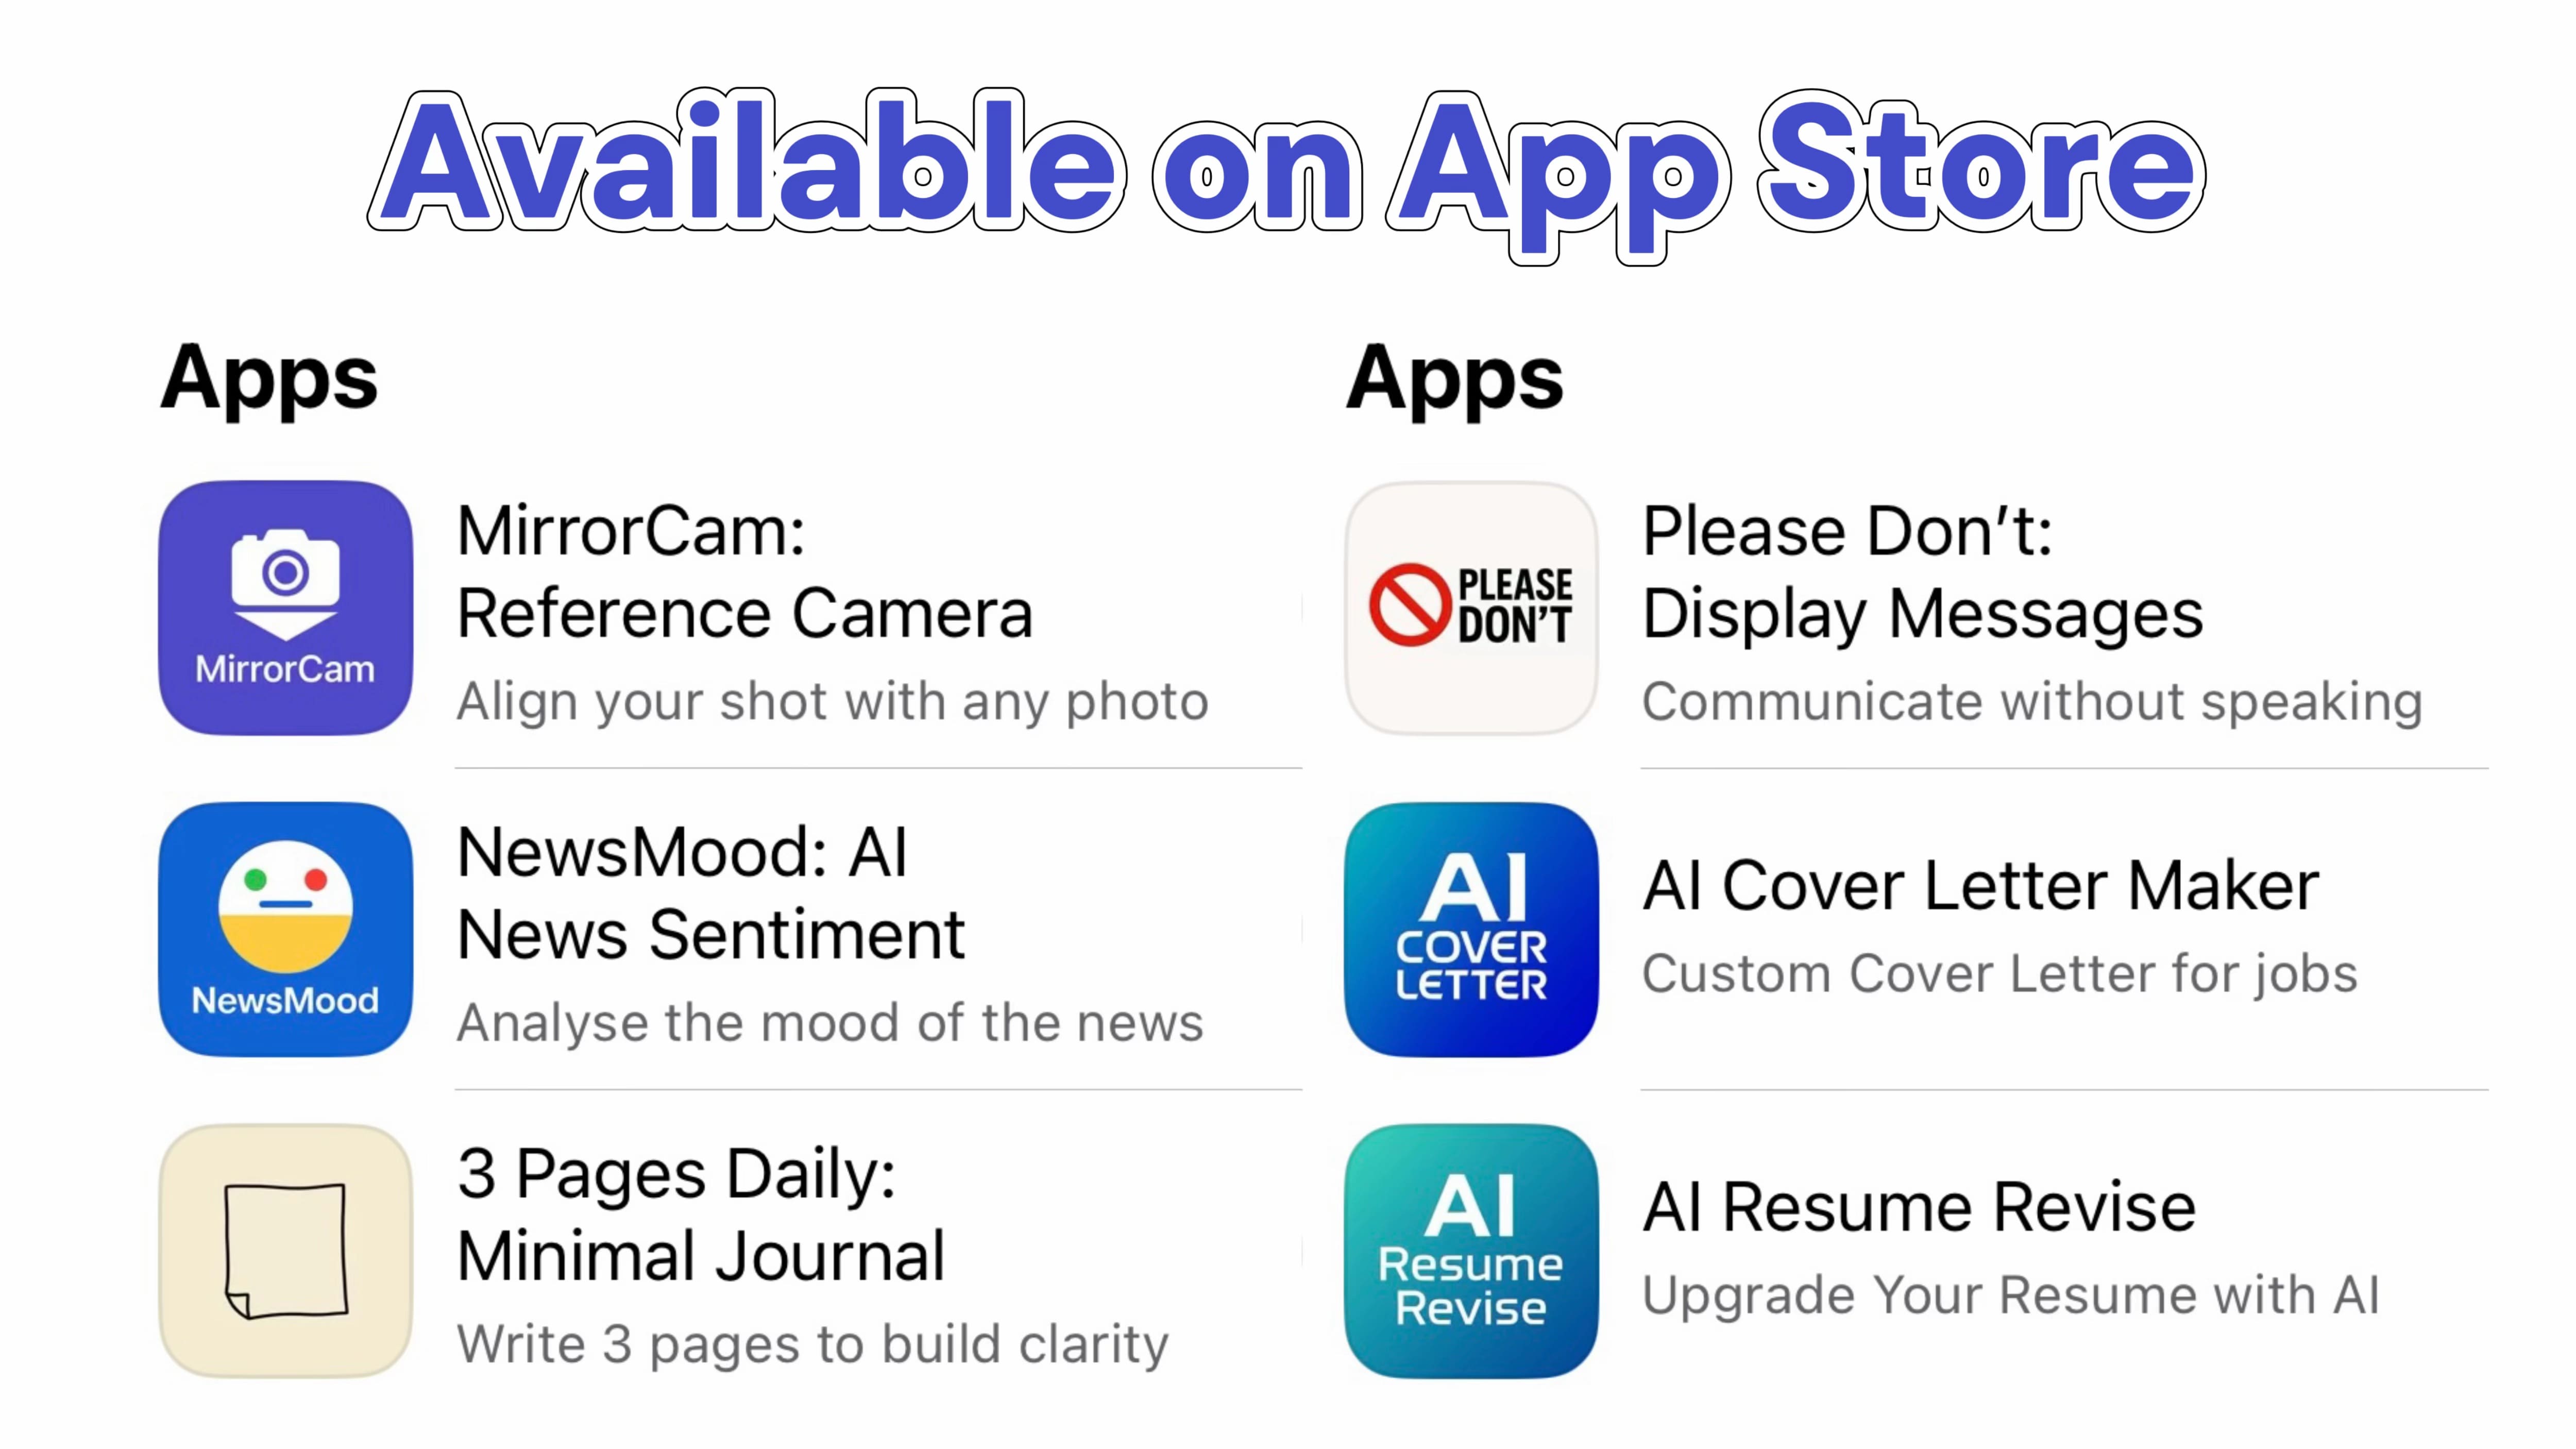 Available on App Store
Apps
MirrorCam
MirrorCam:
Reference Camera
Align your shot with any photo
NewsMood
NewsMood: AI
News Sentiment
Analyse the mood of the news
3 Pages Daily:
Minimal Journal
Write 3 pages to build clarity
Apps
PLEASE
DON'T
Please Don’t:
Display Messages
Communicate without speaking
AI
COVER
LETTER
AI Cover Letter Maker
Custom Cover Letter for jobs
AI
Resume
Revise
AI Resume Revise
Upgrade Your Resume with AI